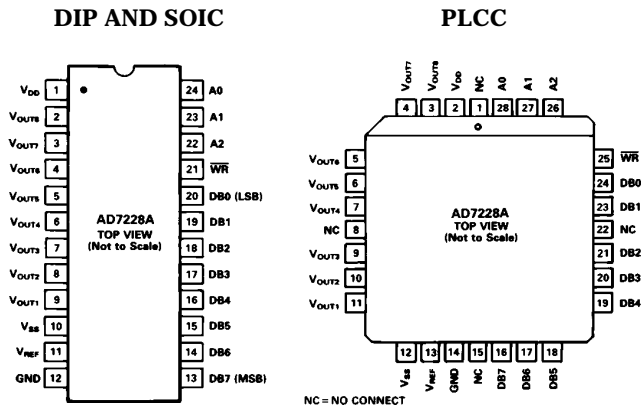 DIP AND SOIC
VDD 1
VOUT8 2
VOUT7 3
VOUT6 4
VOUT5 5
VOUT4 6
VOUT3 7
VOUT2 8
VOUT1 9
VSS 10
VREF 11
GND 12
AD7228A
TOP VIEW
(Not to Scale)
24 A0
23 A1
22 A2
21 WR
20 DB0 (LSB)
19 DB1
18 DB2
17 DB3
16 DB4
15 DB5
14 DB6
13 DB7 (MSB)
PLCC
VOUT7 VOUT8 VDD NC A0 A1 A2
4 3 2 1 28 27 26
VOUT6 5
VOUT5 6
VOUT4 7
NC 8
VOUT3 9
VOUT2 10
VOUT1 11
AD7228A
TOP VIEW
(Not to Scale)
25 WR
24 DB0
23 DB1
22 NC
21 DB2
20 DB3
19 DB4
12 13 14 15 16 17 18
VSS VREF GND NC DB7 DB6 DB5
NC = NO CONNECT